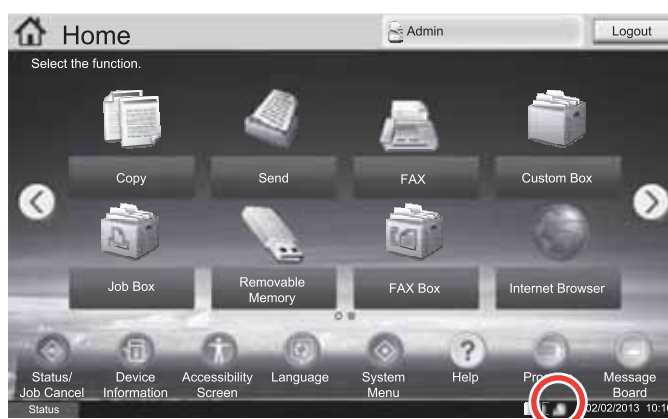 Home
Admin
Logout
Select the function.
Copy
Send
FAX
Custom Box
Job Box
Removable
Memory
FAX Box
Internet Browser
Status/
Job Cancel
Device
Information
Accessibility
Screen
Language
System
Menu
Help
Message
Board
Status
02/02/2013